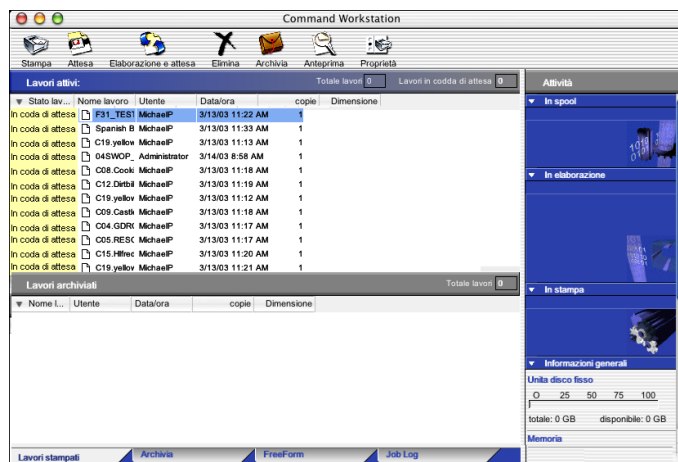 Command Workstation
Stampa Attesa Elaborazione e attesa Elimina Archivia Anteprima Proprietà
Lavori attivi: Totale lavori 0 Lavori in codda di attesa 0
Stato lav... Nome lavoro Utente Data/ora copie Dimensione
In coda di attesa F31_TEST MichaelP 3/13/03 11:22 AM 1
In coda di attesa Spanish B MichaelP 3/13/03 11:33 AM 1
In coda di attesa C19.yellow MichaelP 3/13/03 11:13 AM 1
In coda di attesa 04SWOP_ Administrator 3/14/03 8:58 AM 1
In coda di attesa C08.Cooki MichaelP 3/13/03 11:18 AM 1
In coda di attesa C12.Dirtbil MichaelP 3/13/03 11:19 AM 1
In coda di attesa C19.yellow MichaelP 3/13/03 11:12 AM 1
In coda di attesa C09.Castl MichaelP 3/13/03 11:18 AM 1
In coda di attesa C04.GDR MichaelP 3/13/03 11:17 AM 1
In coda di attesa C05.RESC MichaelP 3/13/03 11:17 AM 1
In coda di attesa MichaelP 3/13/03 11:20 AM 1
In coda di attesa C19.yellow MichaelP 3/13/03 11:21 AM 1
Lavori archiviati Totale lavori 0
Nome l... Utente Data/ora copie Dimensione
Lavori stampati Archivia FreeForm Job Log
Attività
In spool
In elaborazione
In stampa
Informazioni generali
Unita disco fisso
O 25 50 75 100
totale: 0 GB disponibile: 0 GB
Memoria